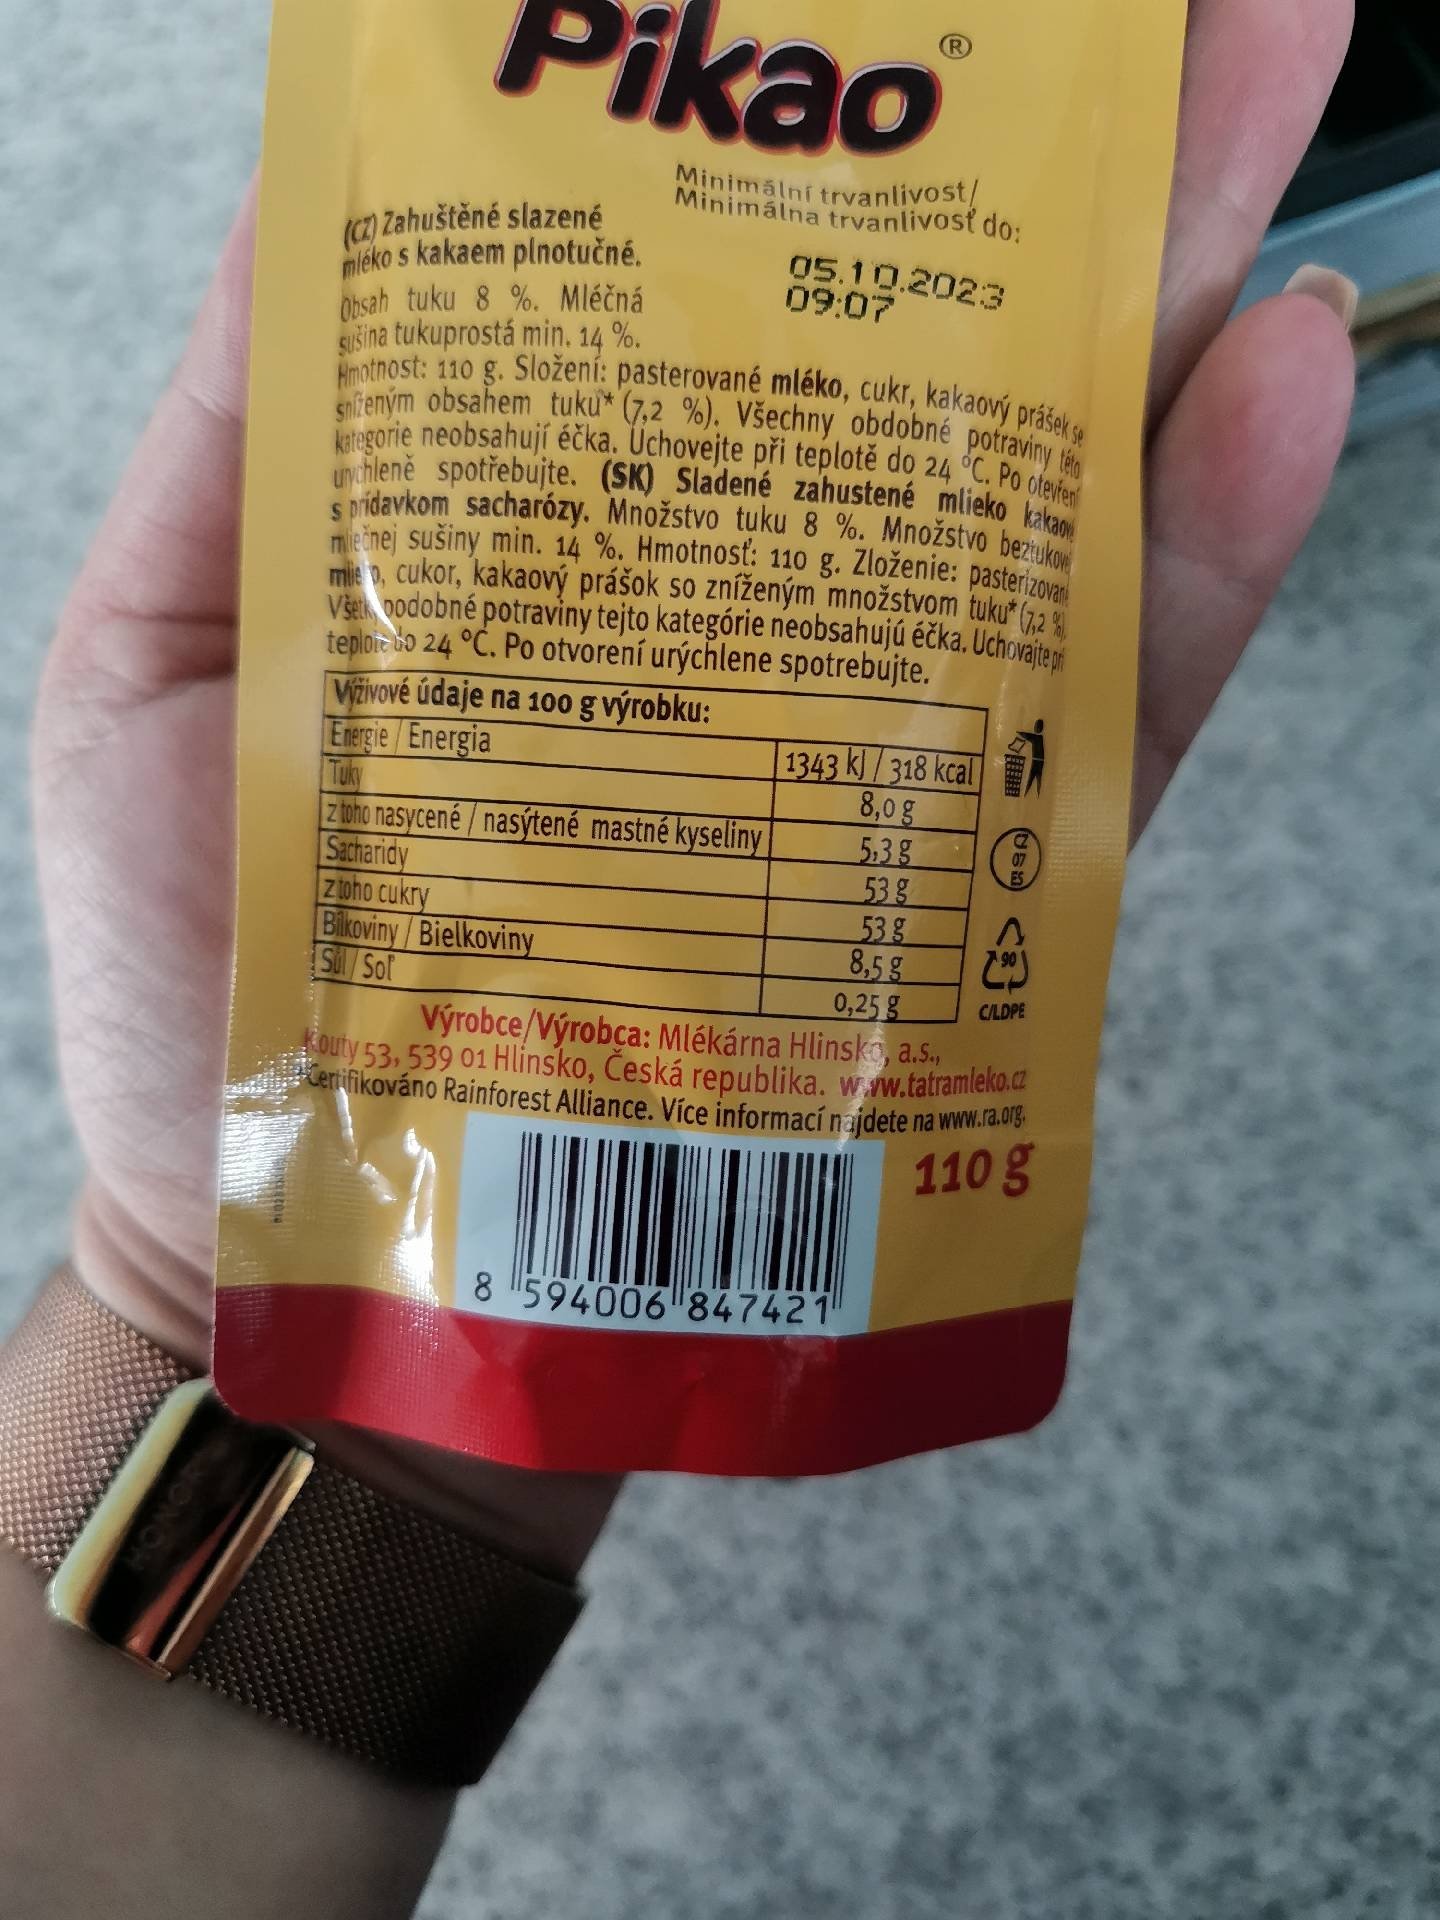 Pikao®
Minimální trvanlivost/
Minimálna trvanlivosť do:
05.10.2023
09:07
(CZ) Zahuštěné slazené
mléko s kakaem plnotučné.
Obsah tuku 8 %. Mléčná
sušina tukuprostá min. 14 %.
Hmotnost: 110 g. Složení: pasterované mléko, cukr, kakaový prášek se
sníženým obsahem tuku* (7,2 %). Všechny obdobné potraviny této
kategorie neobsahují éčka. Uchovejte při teplotě do 24 °C. Po otevření
urychleně spotřebujte. (SK) Sladené zahustené mlieko kakaové
s prídavkom sacharózy. Množstvo tuku 8 %. Množstvo beztukovej
mliečnej sušiny min. 14 %. Hmotnosť: 110 g. Zloženie: pasterizované
mlieko, cukor, kakaový prášok so zníženým množstvom tuku* (7,2 %).
Všetky podobné potraviny tejto kategórie neobsahujú éčka. Uchovajte pri
teplote do 24 °C. Po otvorení urýchlene spotrebujte.
Výživové údaje na 100 g výrobku:
Energie / Energia 1343 kJ / 318 kcal
Tuky 8,0 g
z toho nasycené / nasýtené mastné kyseliny 5,3 g
Sacharidy 53 g
z toho cukry 53 g
Bílkoviny / Bielkoviny 8,5 g
Sůl / Soľ 0,25 g
CZ
07
ES
90
C/LDPE
Výrobce/Výrobca: Mlékárna Hlinsko, a.s.,
Kouty 53, 539 01 Hlinsko, Česká republika. www.tatramleko.cz
*Certifikováno Rainforest Alliance. Více informací najdete na www.ra.org.
110 g
8 594006 847421
HONOR